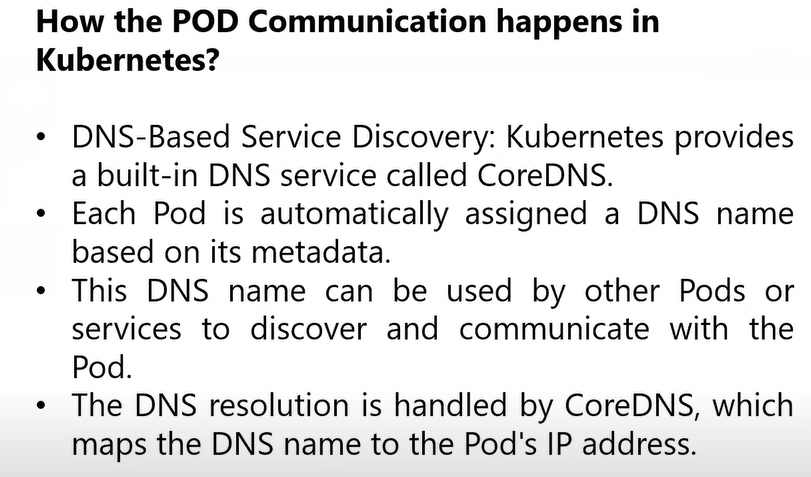 How the POD Communication happens in
Kubernetes?
• DNS-Based Service Discovery: Kubernetes provides
a built-in DNS service called CoreDNS.
• Each Pod is automatically assigned a DNS name
based on its metadata.
• This DNS name can be used by other Pods or
services to discover and communicate with the
Pod.
• The DNS resolution is handled by CoreDNS, which
maps the DNS name to the Pod's IP address.